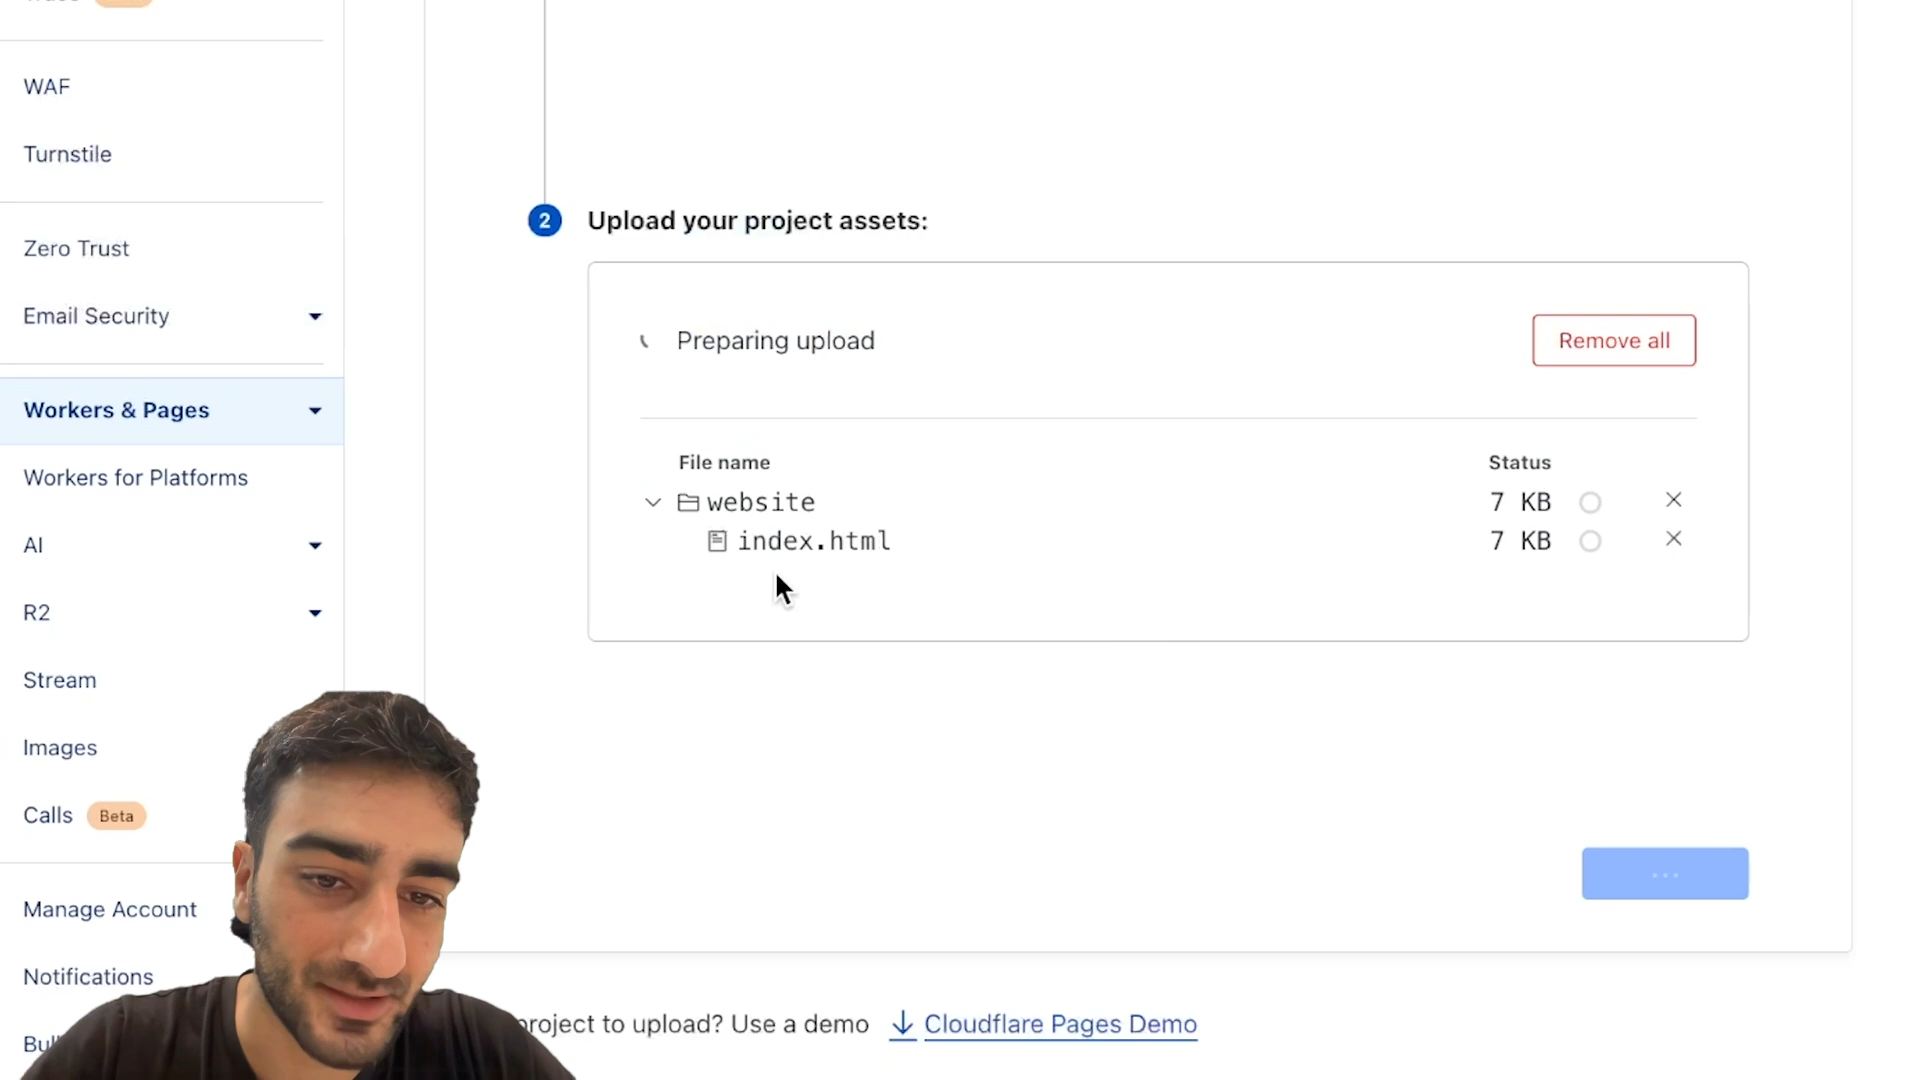 WAF
Turnstile
Zero Trust
Email Security
Workers & Pages
Workers for Platforms
AI
R2
Stream
Images
Calls Beta
Manage Account
Notifications
2 Upload your project assets:
Preparing upload
Remove all
File name Status
website 7 KB
index.html 7 KB
...
project to upload? Use a demo Cloudflare Pages Demo